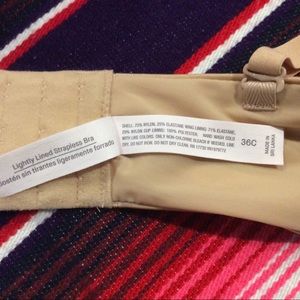 Lightly Lined Strapless Bra
sostén sin tirantes ligeramente forrado
SHELL: 75% NYLON, 25% ELASTANE WING LINING: 71% ELASTANE,
29% NYLON CUP LINING: 100% POLYESTER. HAND WASH COLD
WITH LIKE COLORS. ONLY NON-CHLORINE BLEACH IF NEEDED. LINE
DRY. DO NOT IRON. DO NOT DRY CLEAN. RN 17730
36C
MADE IN
SRI LANKA